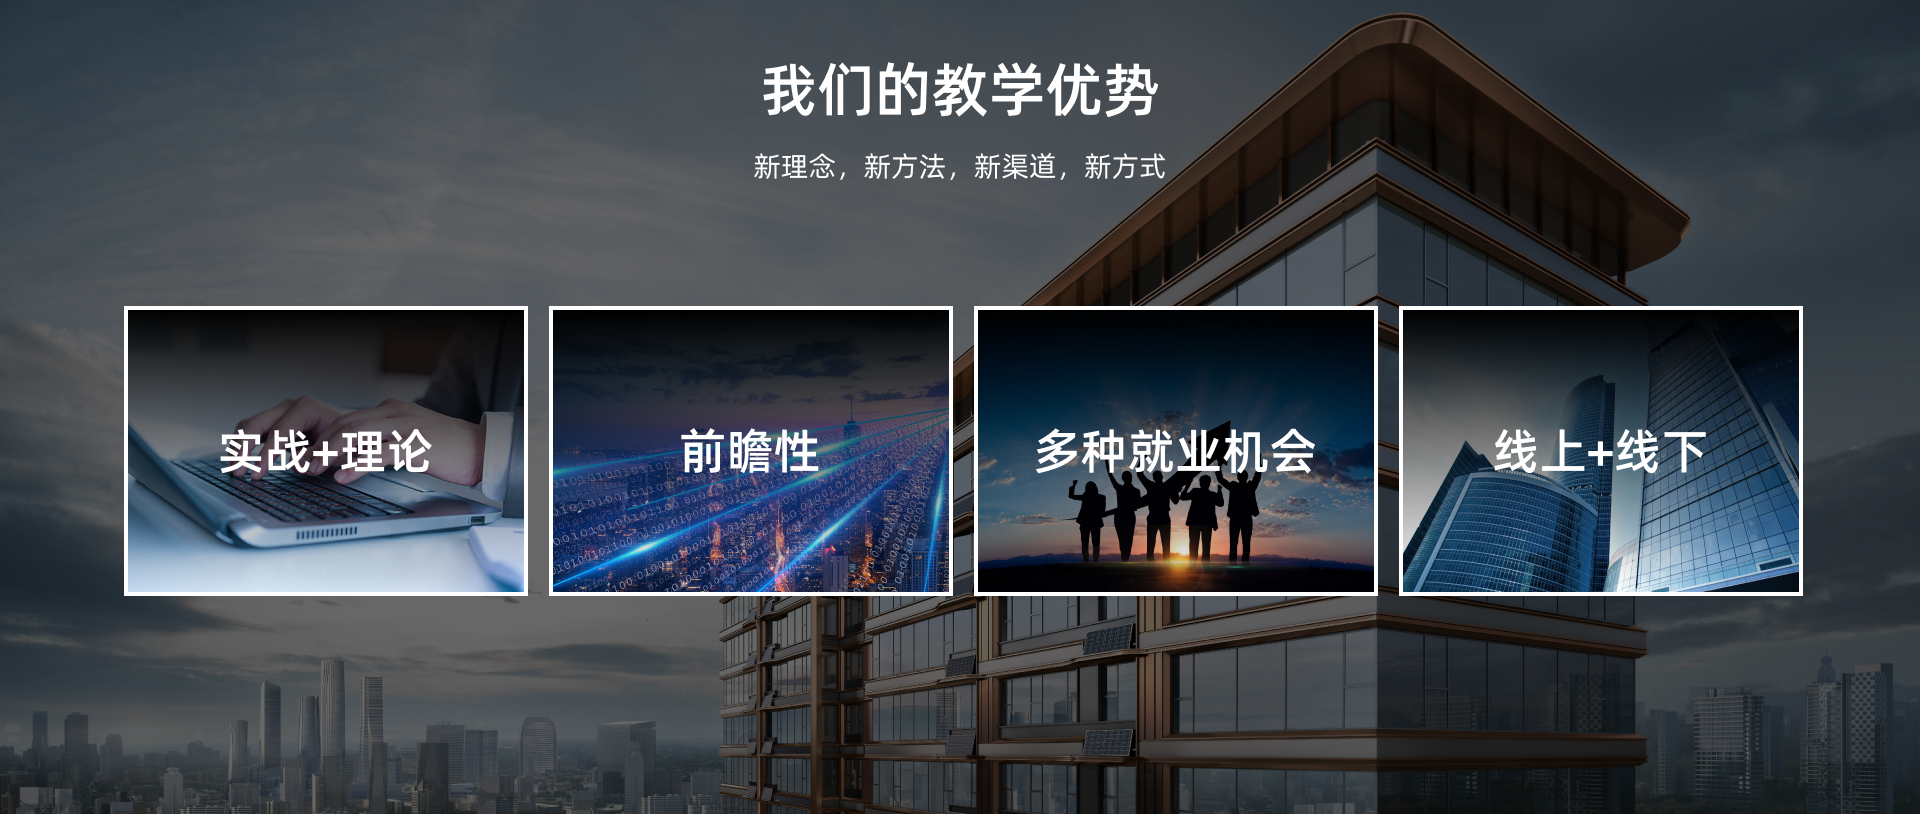 我们的教学优势
新理念，新方法，新渠道，新方式
实战+理论
前瞻性
多种就业机会
线上+线下